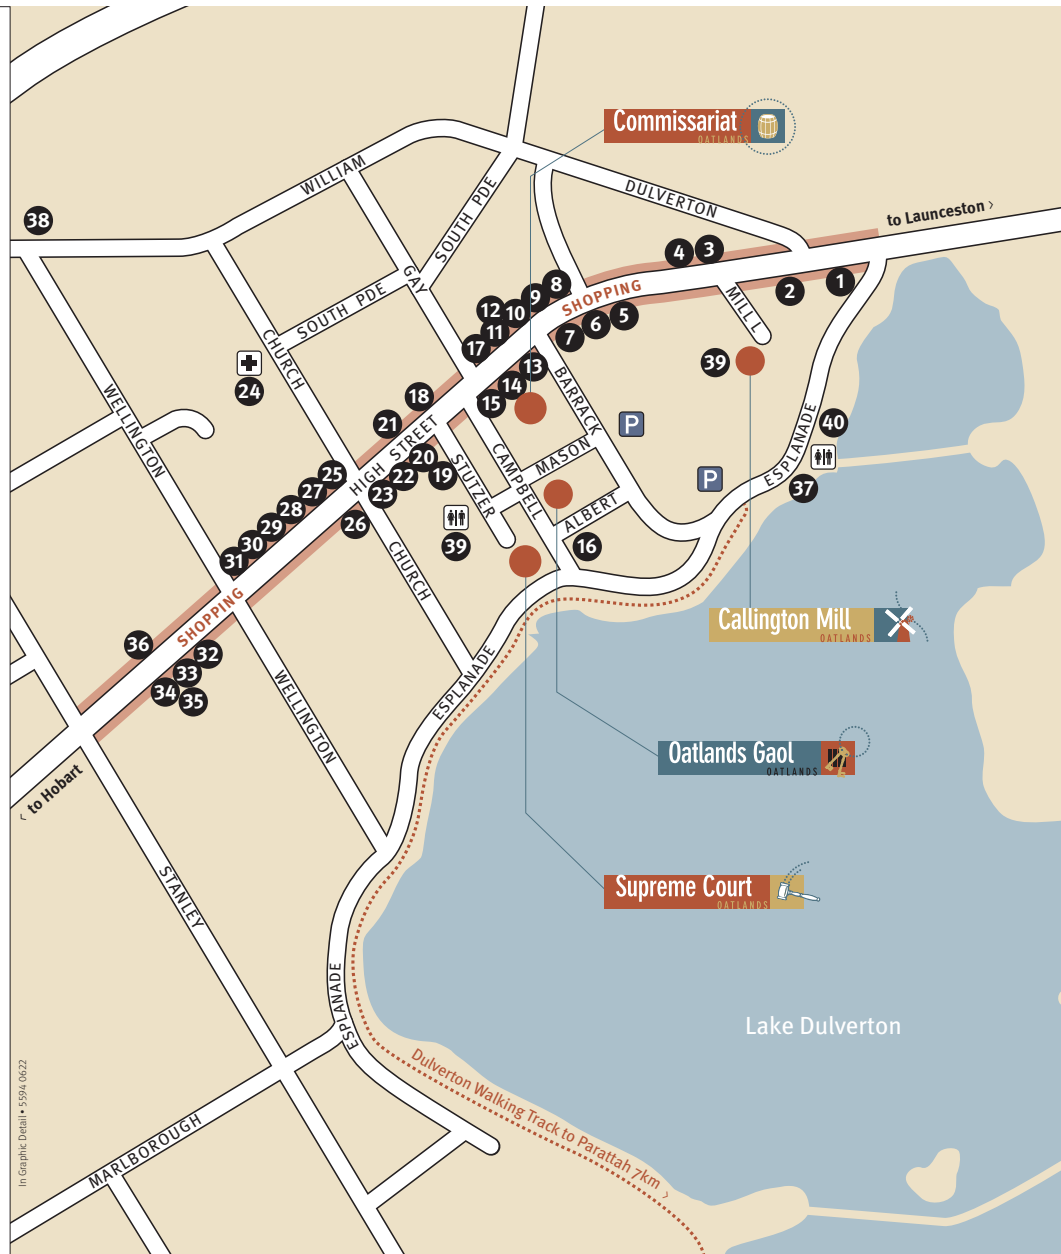 Commissariat
OATLANDS
WILLIAM
DULVERTON
SOUTH PDE
to Launceston ›
38
4
3
GAY
8
9
2
1
SHOPPING
MILLL
12
10
SOUTH PDE
5
6
11
7
CHURCH
17
24
13
39
BARRACK
14
WELLINGTON
18
15
21
HIGH STREET
P
40
ESPLANADE
MASON
20
STUTZER
CAMPBELL
25
22
19
P
27
23
37
28
ALBERT
29
26
30
39
16
31
CHURCH
SHOPPING
Callington Mill
OATLANDS
36
32
33
34
35
ESPLANADE
WELLINGTON
Oatlands Gaol
OATLANDS
‹ to Hobart
STANLEY
Supreme Court
OATLANDS
ESPLANADE
Lake Dulverton
Dulverton Walking Track to Parattah 7km ›
MARLBOROUGH
In Graphic Detail • 5594 0622